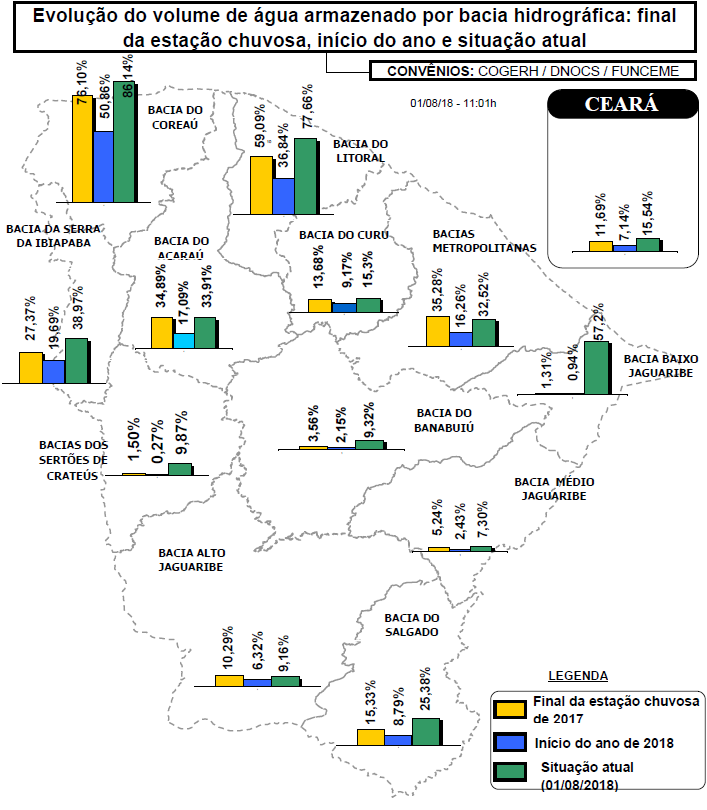 Evolução do volume de água armazenado por bacia hidrográfica: final
da estação chuvosa, início do ano e situação atual
CONVÊNIOS: COGERH / DNOCS / FUNCEME
01/08/18 - 11:01h
CEARÁ
11,69%
7,14%
15,54%
BACIA DO
COREAÚ
76,10%
50,86%
86,14%
BACIA DO
LITORAL
59,09%
36,84%
77,66%
BACIA DA SERRA
DA IBIAPABA
27,37%
19,69%
38,97%
BACIA DO
ACARAÚ
34,89%
17,09%
33,91%
BACIA DO CURU
13,68%
9,17%
15,3%
BACIAS
METROPOLITANAS
35,28%
16,26%
32,52%
BACIA BAIXO
JAGUARIBE
1,31%
0,94%
57,2%
BACIAS DOS
SERTÕES DE
CRATEÚS
1,50%
0,27%
9,87%
BACIA DO
BANABUIÚ
3,56%
2,15%
9,32%
BACIA MÉDIO
JAGUARIBE
5,24%
2,43%
7,30%
BACIA ALTO
JAGUARIBE
10,29%
6,32%
9,16%
BACIA DO
SALGADO
15,33%
8,79%
25,38%
LEGENDA
Final da estação chuvosa
de 2017
Início do ano de 2018
Situação atual
(01/08/2018)